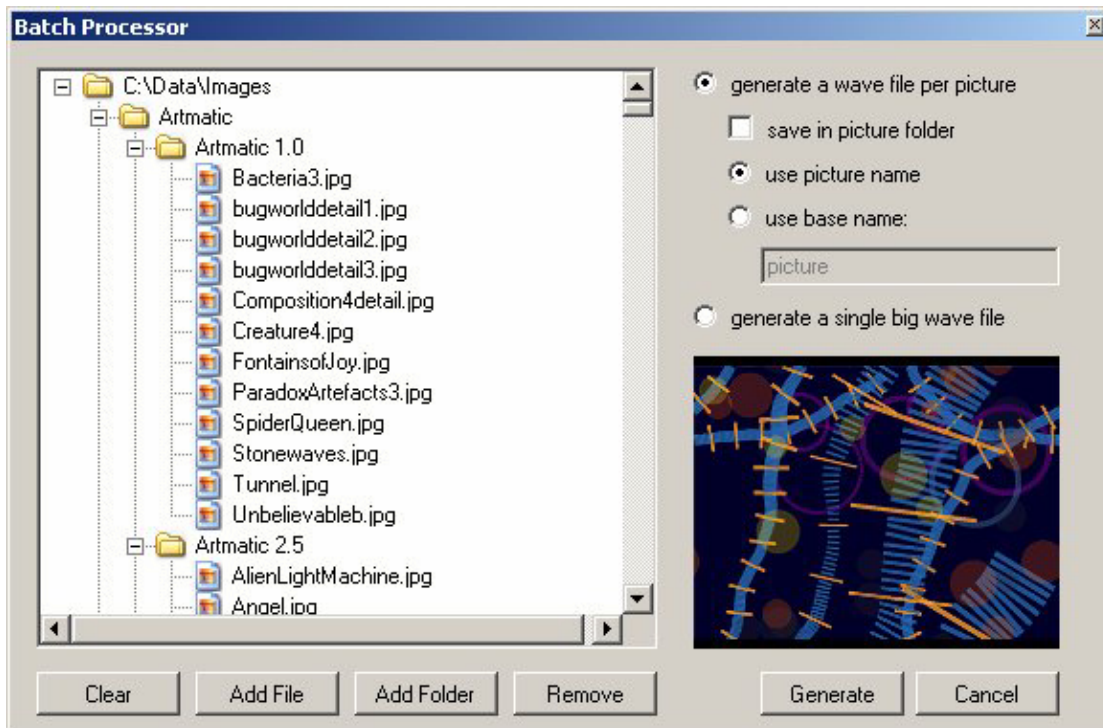 Batch Processor
C:\Data\Images
Artmatic
Artmatic 1.0
Bacteria3.jpg
bugworlddetail1.jpg
bugworlddetail2.jpg
bugworlddetail3.jpg
Composition4detail.jpg
Creature4.jpg
FontainsofJoy.jpg
ParadoxArtefacts3.jpg
SpiderQueen.jpg
Stonewaves.jpg
Tunnel.jpg
Unbelievableb.jpg
Artmatic 2.5
AlienLightMachine.jpg
Angel.jpg
generate a wave file per picture
save in picture folder
use picture name
use base name:
picture
generate a single big wave file
Clear
Add File
Add Folder
Remove
Generate
Cancel